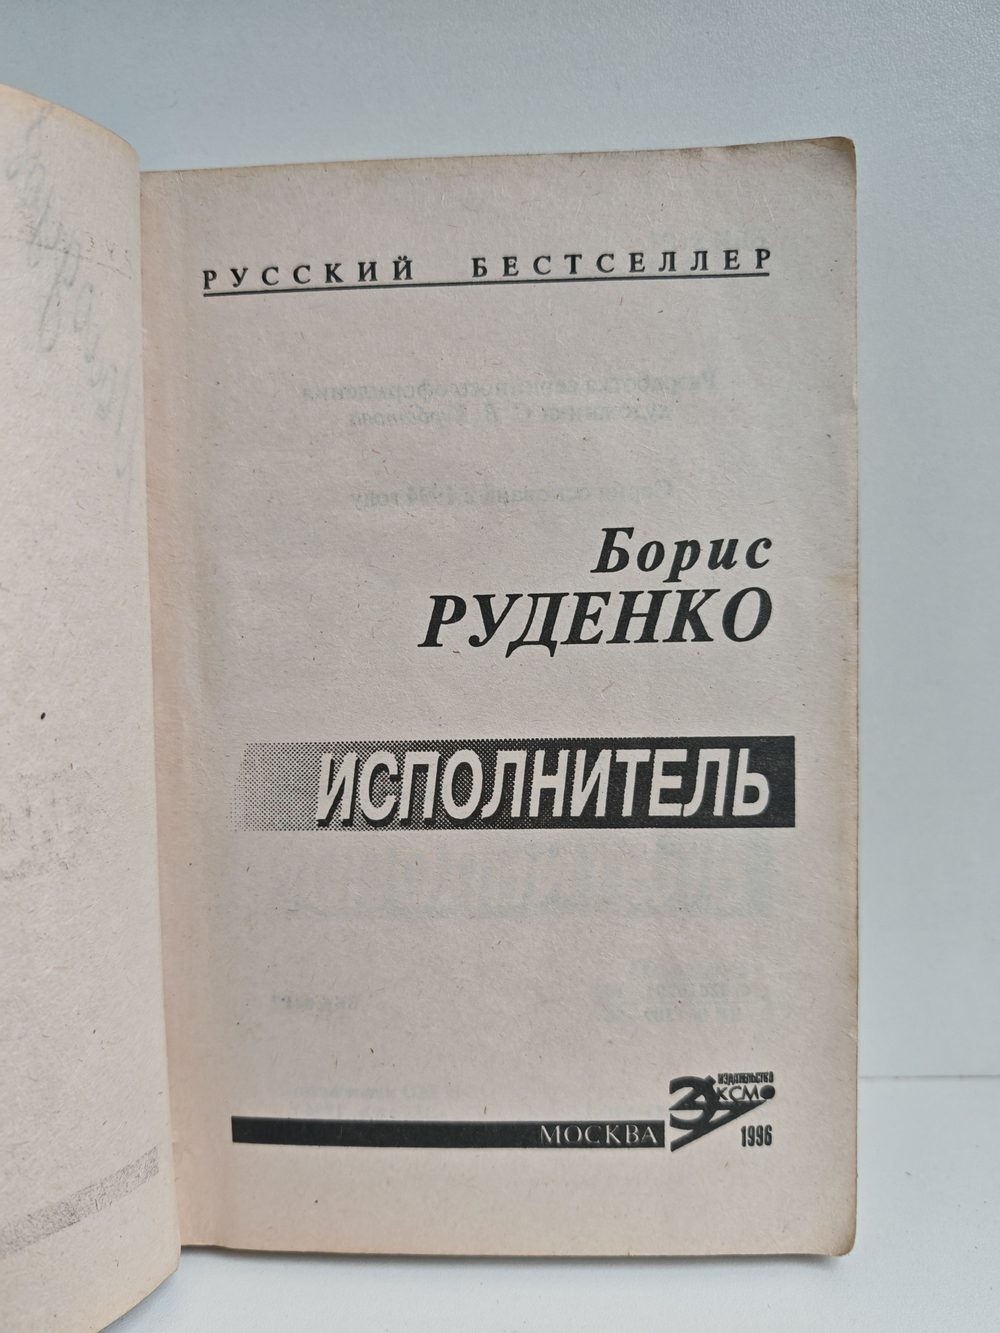 РУССКИЙ БЕСТСЕЛЛЕР
Борис
РУДЕНКО
ИСПОЛНИТЕЛЬ
МОСКВА
ИЗДАТЕЛЬСТВО
ЭКСМО
1996